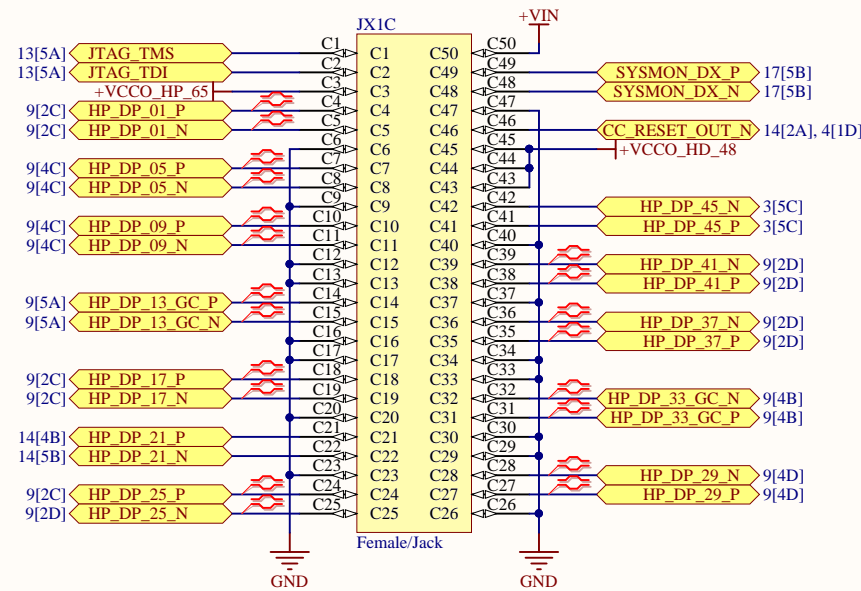 +VIN
JX1C
C1 C1 C50 C50
13[5A] JTAG_TMS
C2 C2 C49 C49 SYSMON_DX_P 17[5B]
13[5A] JTAG_TDI
C3 C3 C48 C48 SYSMON_DX_N 17[5B]
+VCCO_HP_65
C4 C4 C47 C47
9[2C] HP_DP_01_P
C5 C5 C46 C46 CC_RESET_OUT_N 14[2A], 4[1D]
9[2C] HP_DP_01_N
C6 C6 C45 C45 +VCCO_HD_48
C7 C7 C44 C44
9[4C] HP_DP_05_P
C8 C8 C43 C43
9[4C] HP_DP_05_N
C9 C9 C42 C42 HP_DP_45_N 3[5C]
C10 C10 C41 C41 HP_DP_45_P 3[5C]
9[4C] HP_DP_09_P
C11 C11 C40 C40
9[4C] HP_DP_09_N
C12 C12 C39 C39 HP_DP_41_N 9[2D]
C13 C13 C38 C38 HP_DP_41_P 9[2D]
C14 C14 C37 C37
9[5A] HP_DP_13_GC_P
C15 C15 C36 C36 HP_DP_37_N 9[2D]
9[5A] HP_DP_13_GC_N
C16 C16 C35 C35 HP_DP_37_P 9[2D]
C17 C17 C34 C34
C18 C18 C33 C33
9[2C] HP_DP_17_P
C19 C19 C32 C32 HP_DP_33_GC_N 9[4B]
9[2C] HP_DP_17_N
C20 C20 C31 C31 HP_DP_33_GC_P 9[4B]
C21 C21 C30 C30
14[4B] HP_DP_21_P
C22 C22 C29 C29
14[5B] HP_DP_21_N
C23 C23 C28 C28 HP_DP_29_N 9[4D]
C24 C24 C27 C27 HP_DP_29_P 9[4D]
9[2C] HP_DP_25_P
C25 C25 C26 C26
9[2D] HP_DP_25_N
Female/Jack
GND GND